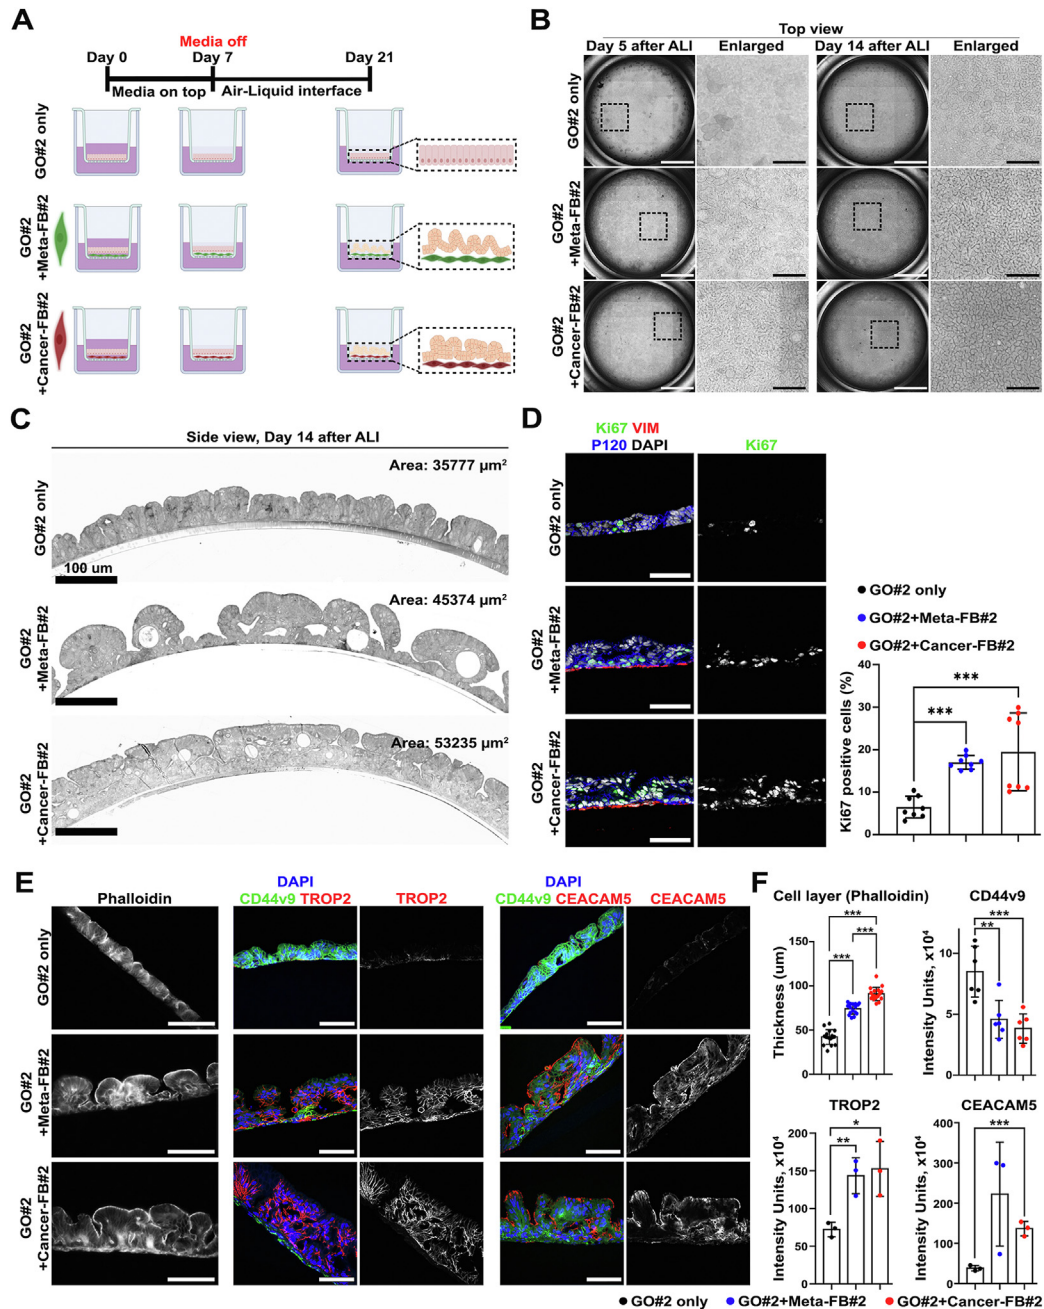 A
Media off
Day 0
Day 7
Day 21
Media on top
Air-Liquid interface
GO#2 only
GO#2
+Meta-FB#2
GO#2
+Cancer-FB#2
B
Top view
Day 5 after ALI
Enlarged
Day 14 after ALI
Enlarged
GO#2 only
GO#2
+Meta-FB#2
GO#2
+Cancer-FB#2
C
Side view, Day 14 after ALI
GO#2 only
Area: 35777 µm²
100 um
GO#2
+Meta-FB#2
Area: 45374 µm²
GO#2
+Cancer-FB#2
Area: 53235 µm²
D
Ki67 VIM
P120 DAPI
Ki67
GO#2 only
GO#2
+Meta-FB#2
GO#2
+Cancer-FB#2
GO#2 only
GO#2+Meta-FB#2
GO#2+Cancer-FB#2
Ki67 positive cells (%)
40
30
20
10
0
***
***
E
Phalloidin
DAPI
CD44v9 TROP2
TROP2
DAPI
CD44v9 CEACAM5
CEACAM5
GO#2 only
GO#2
+Meta-FB#2
GO#2
+Cancer-FB#2
F
Cell layer (Phalloidin)
Thickness (um)
150
100
50
0
***
***
***
CD44v9
Intensity Units, x10⁴
10
5
0
***
**
TROP2
Intensity Units, x10⁴
200
150
100
50
0
*
**
CEACAM5
Intensity Units, x10⁴
400
300
200
100
0
***
GO#2 only
GO#2+Meta-FB#2
GO#2+Cancer-FB#2